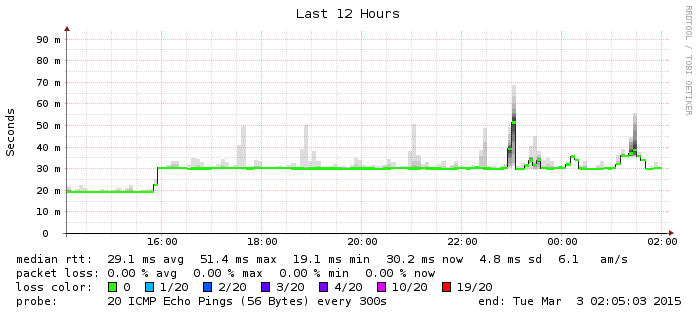 Last 12 Hours
RRDTOOL / TOBI OETIKER
Seconds
90 m
80 m
70 m
60 m
50 m
40 m
30 m
20 m
10 m
0
16:00 18:00 20:00 22:00 00:00 02:00
median rtt: 29.1 ms avg 51.4 ms max 19.1 ms min 30.2 ms now 4.8 ms sd 6.1 am/s
packet loss: 0.00 % avg 0.00 % max 0.00 % min 0.00 % now
loss color: 0 1/20 2/20 3/20 4/20 10/20 19/20
probe: 20 ICMP Echo Pings (56 Bytes) every 300s end: Tue Mar 3 02:05:03 2015